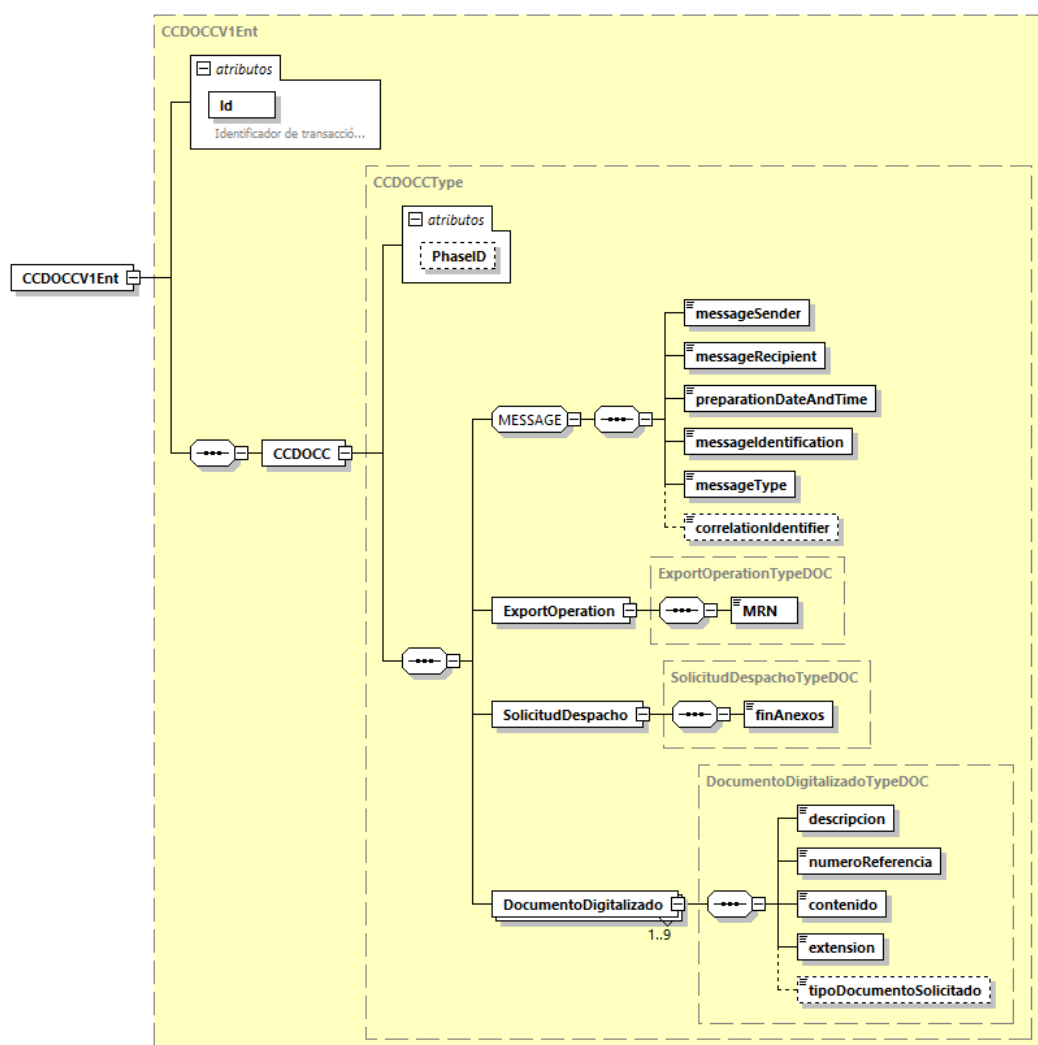 CCDOCCV1Ent
atributos
Id
Identificador de transacció...
CCDOCCType
atributos
PhaseID
CCDOCCV1Ent
messageSender
messageRecipient
preparationDateAndTime
MESSAGE
messageIdentification
CCDOCC
messageType
correlationIdentifier
ExportOperationTypeDOC
ExportOperation
MRN
SolicitudDespachoTypeDOC
SolicitudDespacho
finAnexos
DocumentoDigitalizadoTypeDOC
descripcion
numeroReferencia
DocumentoDigitalizado
contenido
1..9
extension
tipoDocumentoSolicitado